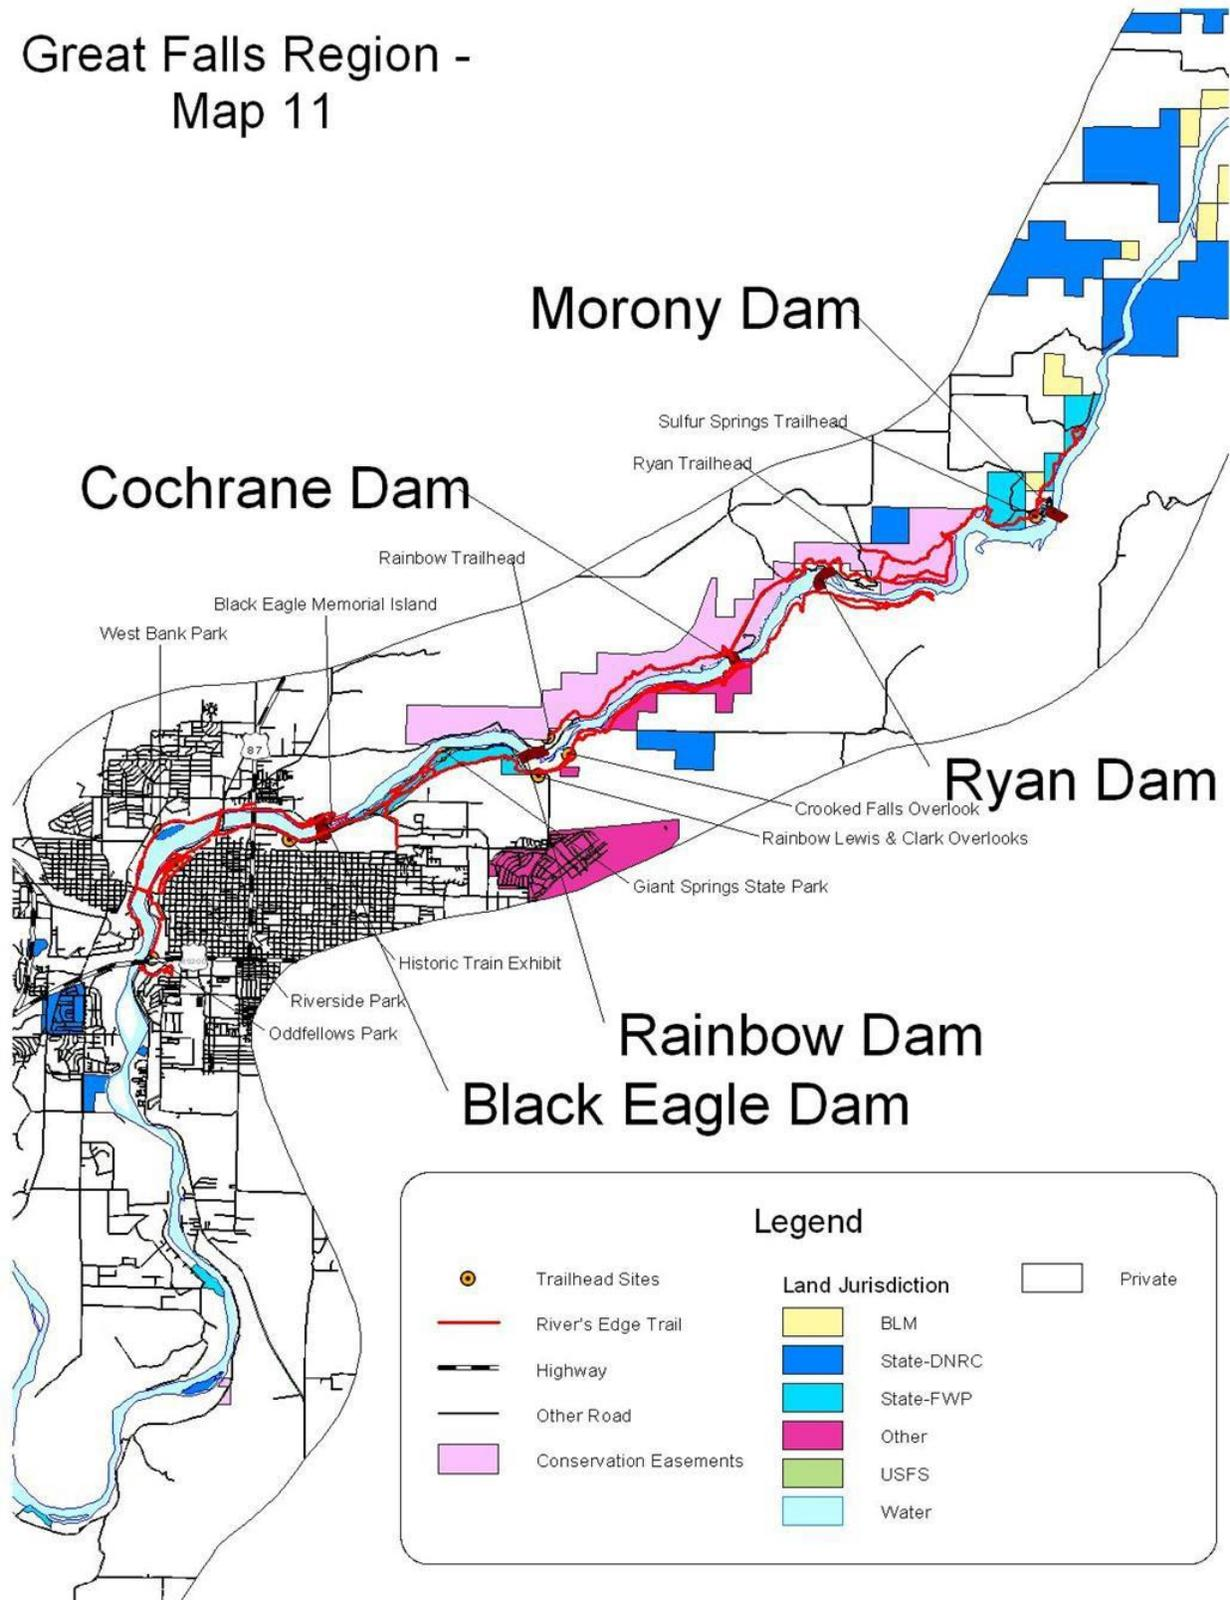 Great Falls Region -
Map 11
Morony Dam
Sulfur Springs Trailhead
Ryan Trailhead
Cochrane Dam
Rainbow Trailhead
Black Eagle Memorial Island
West Bank Park
87
Ryan Dam
Crooked Falls Overlook
Rainbow Lewis & Clark Overlooks
Giant Springs State Park
Historic Train Exhibit
Riverside Park
Oddfellows Park
Rainbow Dam
Black Eagle Dam
Legend
Trailhead Sites
River's Edge Trail
Highway
Other Road
Conservation Easements
Land Jurisdiction
BLM
State-DNRC
State-FWP
Other
USFS
Water
Private